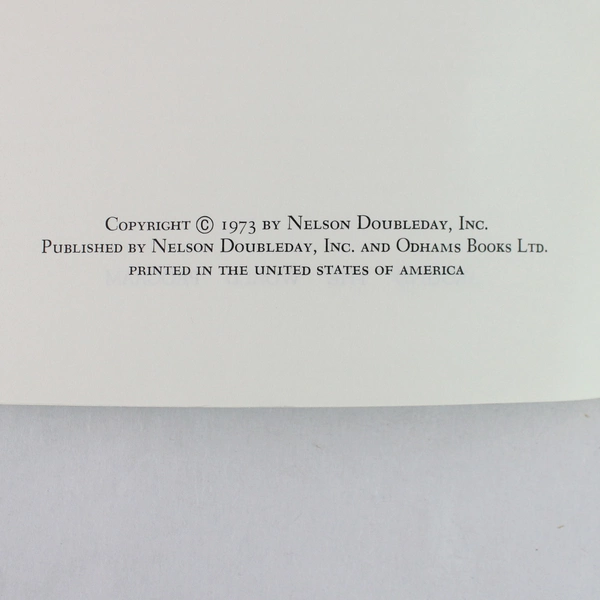 Copyright © 1973 by Nelson Doubleday, Inc.
Published by Nelson Doubleday, Inc. and Odhams Books Ltd.
PRINTED IN THE UNITED STATES OF AMERICA